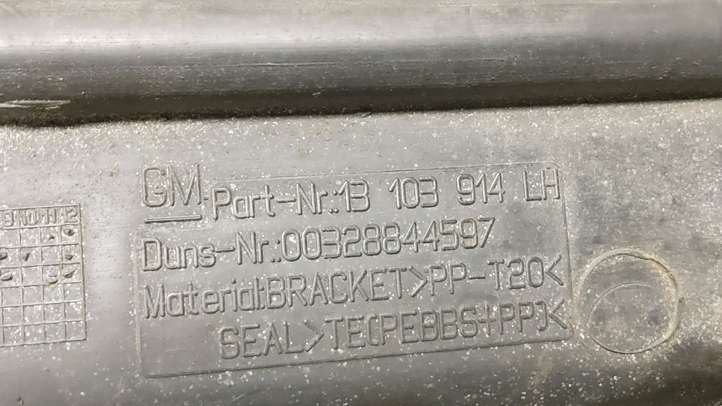 GM Part-Nr.:13 103 914 LH
Duns-Nr.:00328844597
Material:BRACKET>PP-T20<
SEAL>TE(PEBBS+PP)<